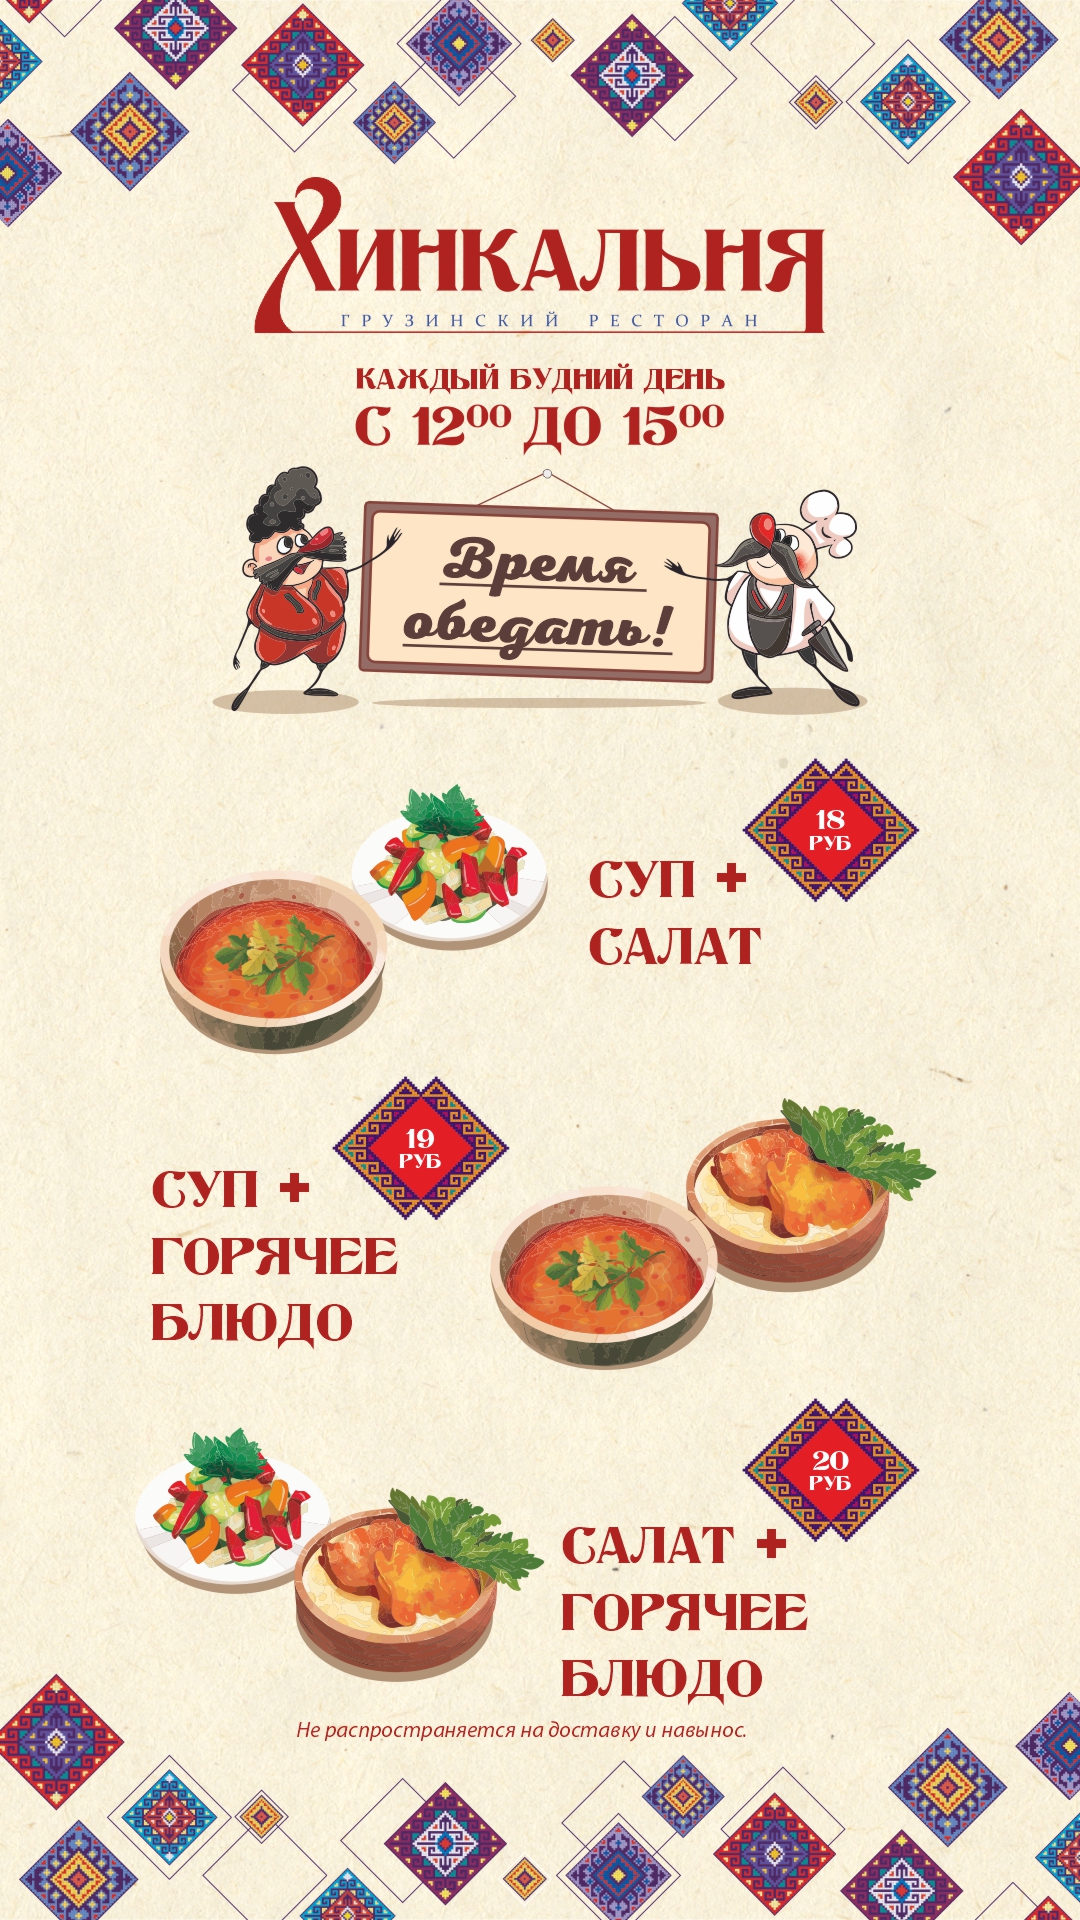 ХИНКАЛЬНЯ
ГРУЗИНСКИЙ РЕСТОРАН
КАЖДЫЙ БУДНИЙ ДЕНЬ
С 12⁰⁰ ДО 15⁰⁰
Время
обедать!
18
РУБ
СУП +
САЛАТ
19
РУБ
СУП +
ГОРЯЧЕЕ
БЛЮДО
20
РУБ
САЛАТ +
ГОРЯЧЕЕ
БЛЮДО
Не распространяется на доставку и навынос.